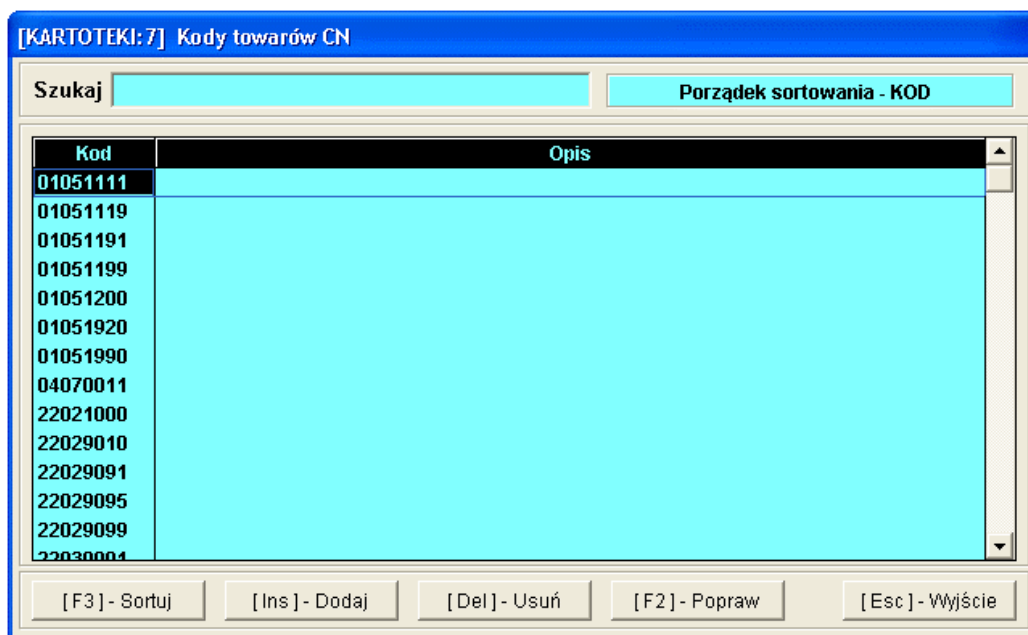 [KARTOTEKI:7] Kody towarów CN
Szukaj
Porządek sortowania - KOD
Kod Opis
01051111
01051119
01051191
01051199
01051200
01051920
01051990
04070011
22021000
22029010
22029091
22029095
22029099
22030001
[F3] - Sortuj [Ins] - Dodaj [Del] - Usuń [F2] - Popraw [Esc] - Wyjście